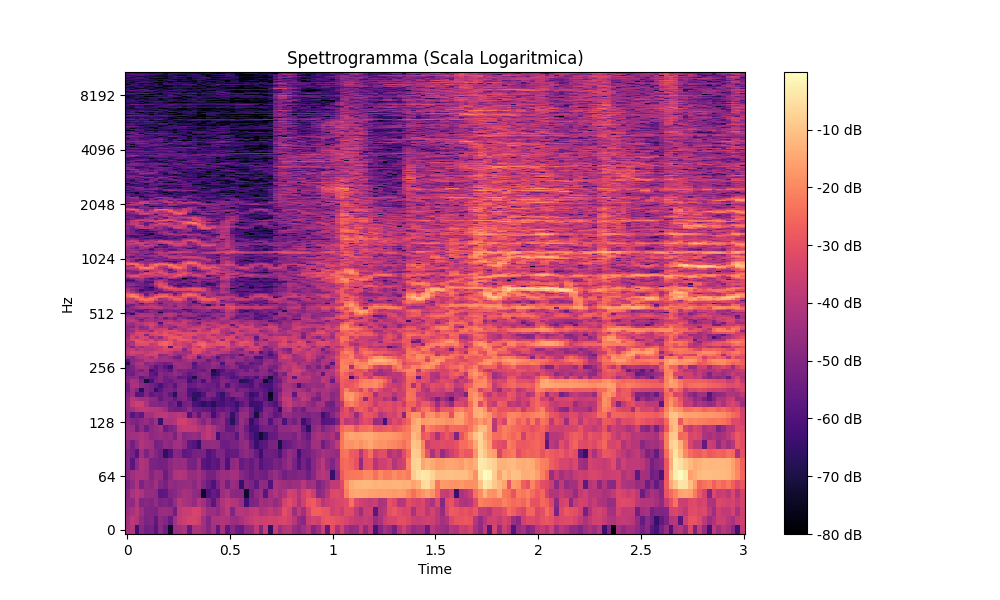 Spettrogramma (Scala Logaritmica)
8192
4096
2048
1024
512
256
128
64
0
Hz
0 0.5 1 1.5 2 2.5 3
Time
-10 dB
-20 dB
-30 dB
-40 dB
-50 dB
-60 dB
-70 dB
-80 dB